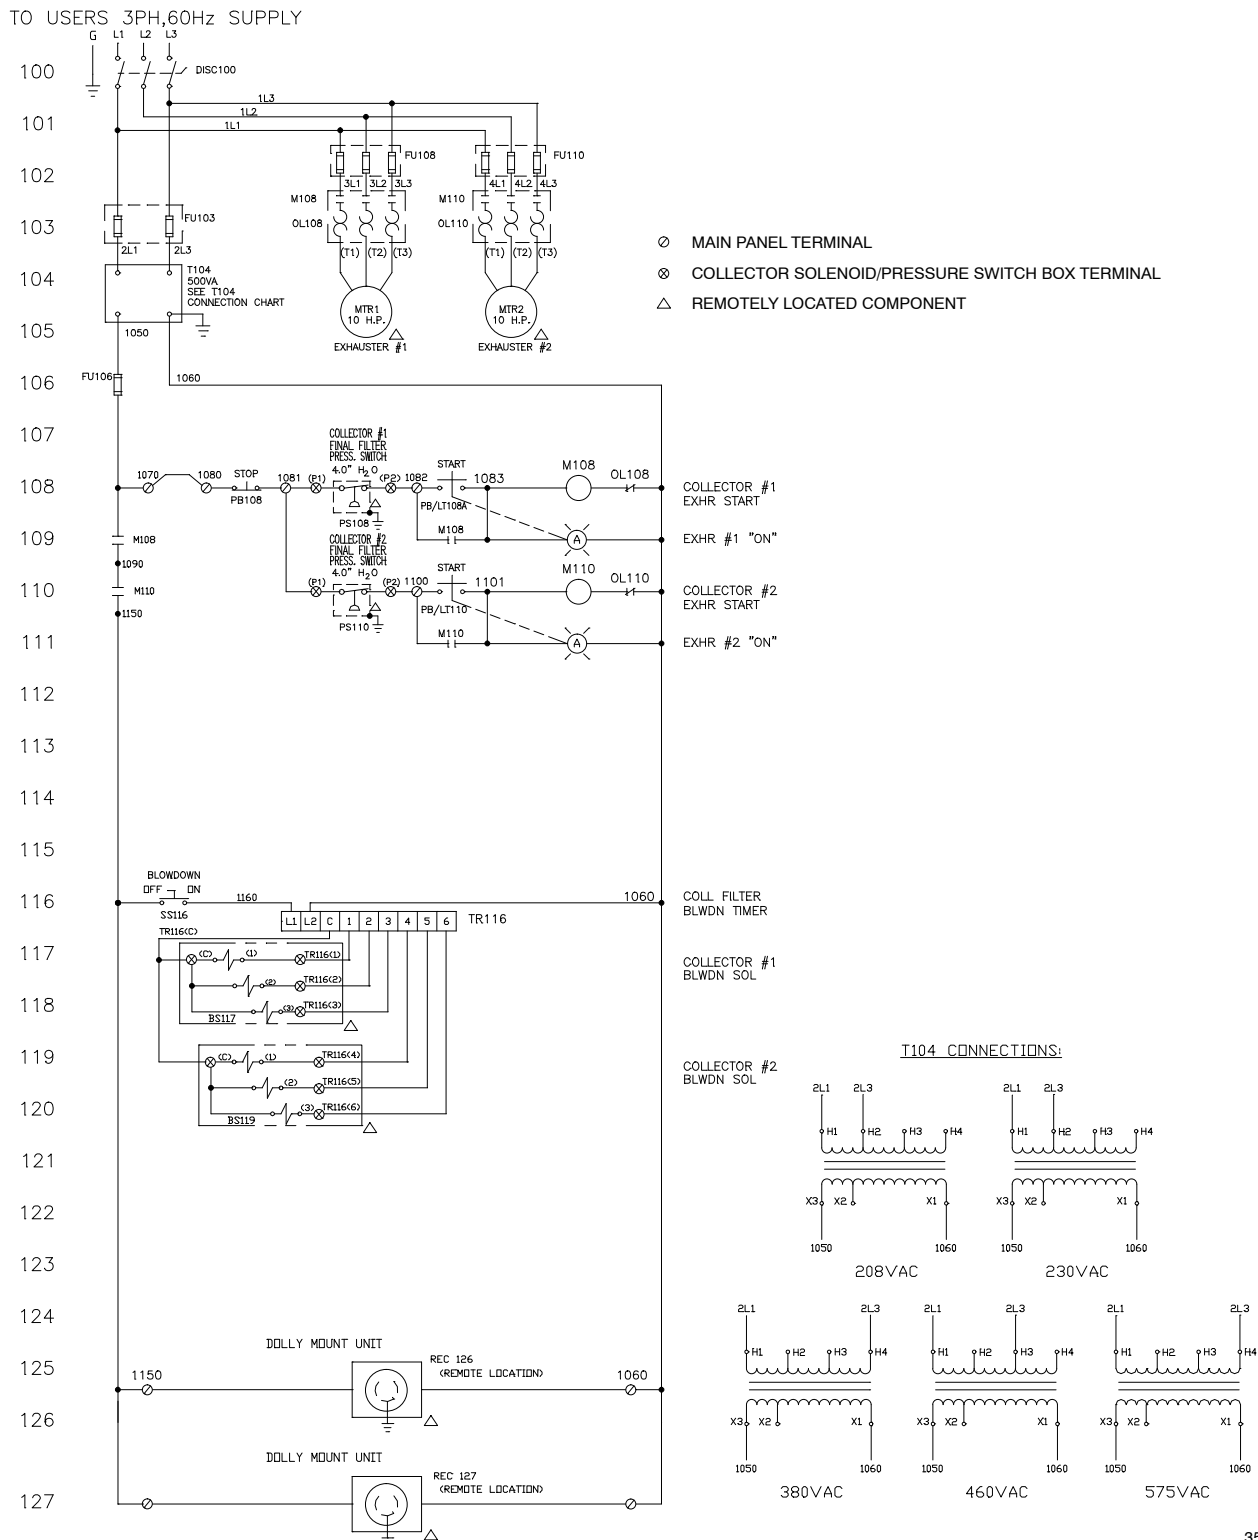 TO USERS 3PH,60Hz SUPPLY
G L1 L2 L3
100 DISC100
1L3
1L2
101 1L1
FU108 FU110
102
3L1 3L2 3L3 4L1 4L2 4L3
M108 M110
103 FU103 OL108 OL110
2L1 2L3 (T1) (T2) (T3) (T1) (T2) (T3)
⊘ MAIN PANEL TERMINAL
⊗ COLLECTOR SOLENOID/PRESSURE SWITCH BOX TERMINAL
△ REMOTELY LOCATED COMPONENT
104 T104
500VA
SEE T104
CONNECTION CHART
MTR1
10 H.P.
MTR2
10 H.P.
105 1050
EXHAUSTER #1 EXHAUSTER #2
106 FU106 1060
107
COLLECTOR #1
FINAL FILTER
PRESS. SWITCH
4.0" H2O
108 1070 1080 STOP 1081 (P1) (P2) 1082 START 1083 M108 OL108
PB108 PS108 PB/LT108A
COLLECTOR #1
EXHR START
109 M108 M108 A EXHR #1 "ON"
COLLECTOR #2
FINAL FILTER
PRESS. SWITCH
4.0" H2O
1090
110 M110 (P1) (P2) 1100 START 1101 M110 OL110
1150 PS110 PB/LT110
COLLECTOR #2
EXHR START
111 M110 A EXHR #2 "ON"
112
113
114
115
BLOWDOWN
OFF ON
116 SS116 1160 1060
COLL FILTER
BLWDN TIMER
L1 L2 C 1 2 3 4 5 6 TR116
TR116(C)
117 (C) (1) TR116(1)
COLLECTOR #1
BLWDN SOL
(2) TR116(2)
118 (3) TR116(3)
BS117
119 (C) (1) TR116(4)
COLLECTOR #2
BLWDN SOL
(2) TR116(5)
120 (3) TR116(6)
BS119
121
122
123
124
DOLLY MOUNT UNIT
125 1150 REC 126
(REMOTE LOCATION)
1060
126
DOLLY MOUNT UNIT
127 REC 127
(REMOTE LOCATION)
T104 CONNECTIONS:
2L1 2L3 2L1 2L3
H1 H2 H3 H4 H1 H2 H3 H4
X3 X2 X1 X3 X2 X1
1050 1060 1050 1060
208VAC 230VAC
2L1 2L3 2L1 2L3 2L1 2L3
H1 H2 H3 H4 H1 H2 H3 H4 H1 H2 H3 H4
X3 X2 X1 X3 X2 X1 X3 X2 X1
1050 1060 1050 1060 1050 1060
380VAC 460VAC 575VAC
35